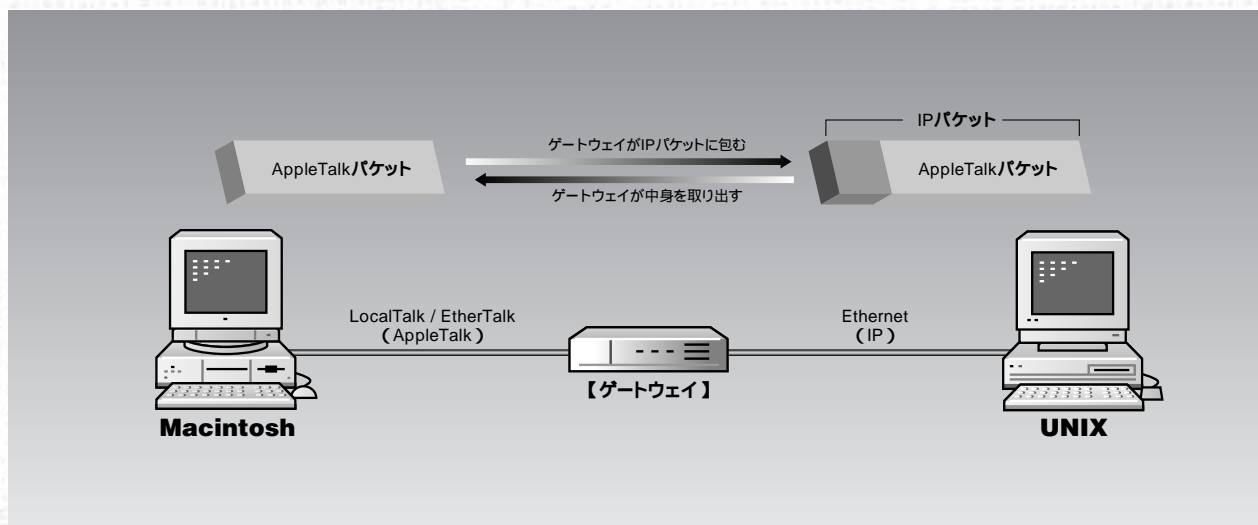 IPパケット
AppleTalkパケット
ゲートウェイがIPパケットに包む
AppleTalkパケット
ゲートウェイが中身を取り出す
LocalTalk / EtherTalk
（AppleTalk）
Ethernet
（IP）
【ゲートウェイ】
Macintosh
UNIX